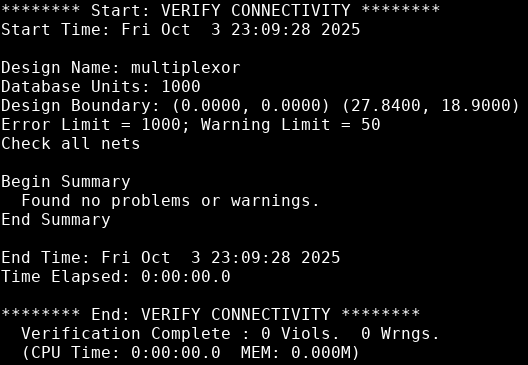 ******** Start: VERIFY CONNECTIVITY ********
Start Time: Fri Oct  3 23:09:28 2025

Design Name: multiplexor
Database Units: 1000
Design Boundary: (0.0000, 0.0000) (27.8400, 18.9000)
Error Limit = 1000; Warning Limit = 50
Check all nets

Begin Summary
  Found no problems or warnings.
End Summary

End Time: Fri Oct  3 23:09:28 2025
Time Elapsed: 0:00:00.0

******** End: VERIFY CONNECTIVITY ********
  Verification Complete : 0 Viols.  0 Wrngs.
  (CPU Time: 0:00:00.0  MEM: 0.000M)